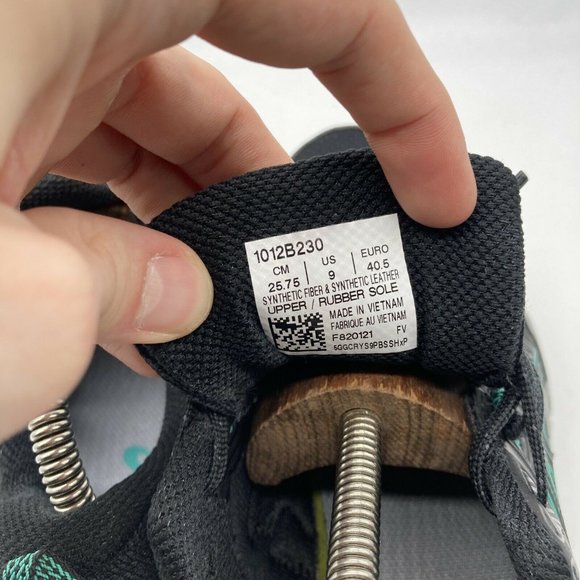 1012B230
CM | US | EURO
25.75 | 9 | 40.5
SYNTHETIC FIBER & SYNTHETIC LEATHER
UPPER / RUBBER SOLE
MADE IN VIETNAM
FABRIQUE AU VIETNAM
F820121 FV
5GGCRYS9PBSSHxP